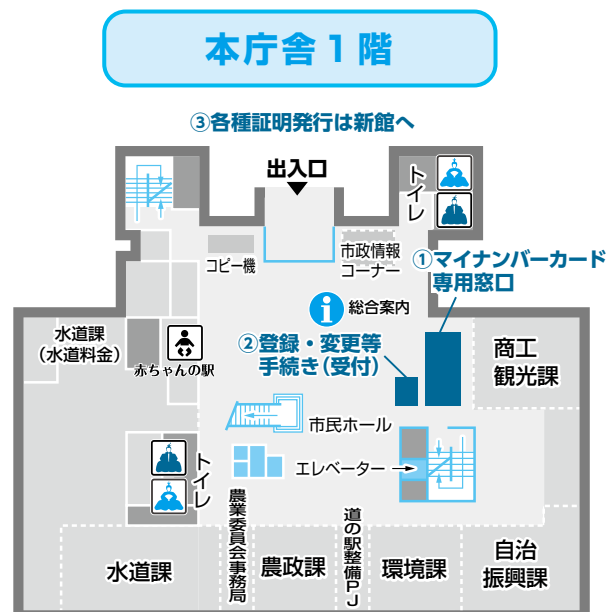 本庁舎１階
③各種証明発行は新館へ
出入口
トイレ
コピー機
市政情報
コーナー
①マイナンバーカード
専用窓口
総合案内
水道課
（水道料金）
赤ちゃんの駅
②登録・変更等
手続き（受付）
商工
観光課
市民ホール
トイレ
エレベーター→
水道課
農業委員会事務局
農政課
道の駅整備PJ
環境課
自治
振興課